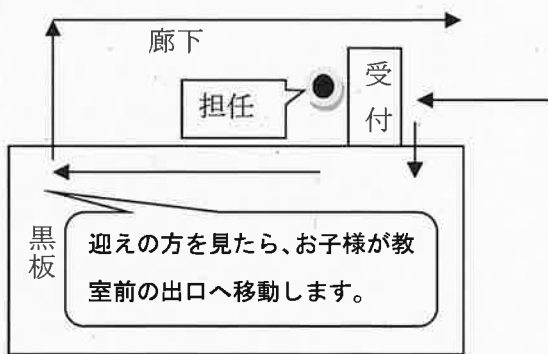 廊下
受付
担任
黒板
迎えの方を見たら、お子様が教
室前の出口へ移動します。